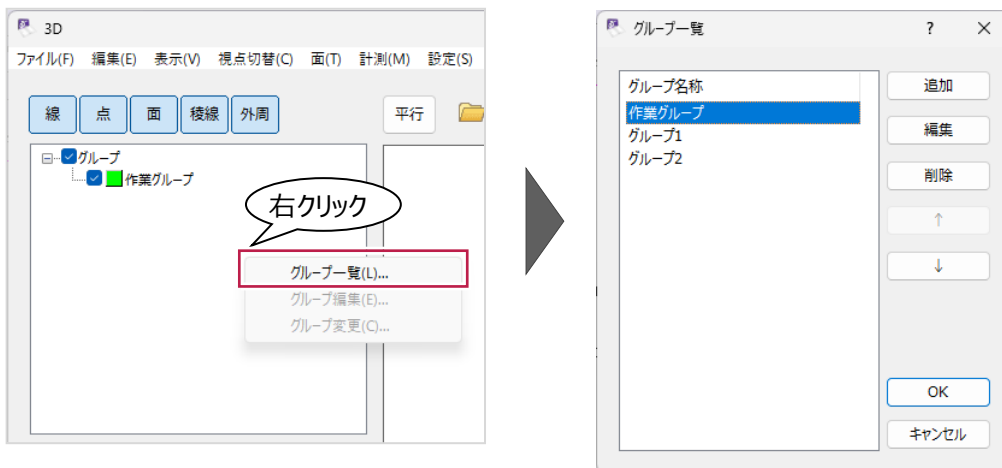 3D
ファイル(F) 編集(E) 表示(V) 視点切替(C) 面(T) 計測(M) 設定(S)
線 点 面 稜線 外周 平行
グループ
作業グループ
右クリック
グループ一覧(L)...
グループ編集(E)...
グループ変更(C)...
グループ一覧 ? ×
グループ名称
作業グループ
グループ1
グループ2
追加
編集
削除
↑
↓
OK
キャンセル